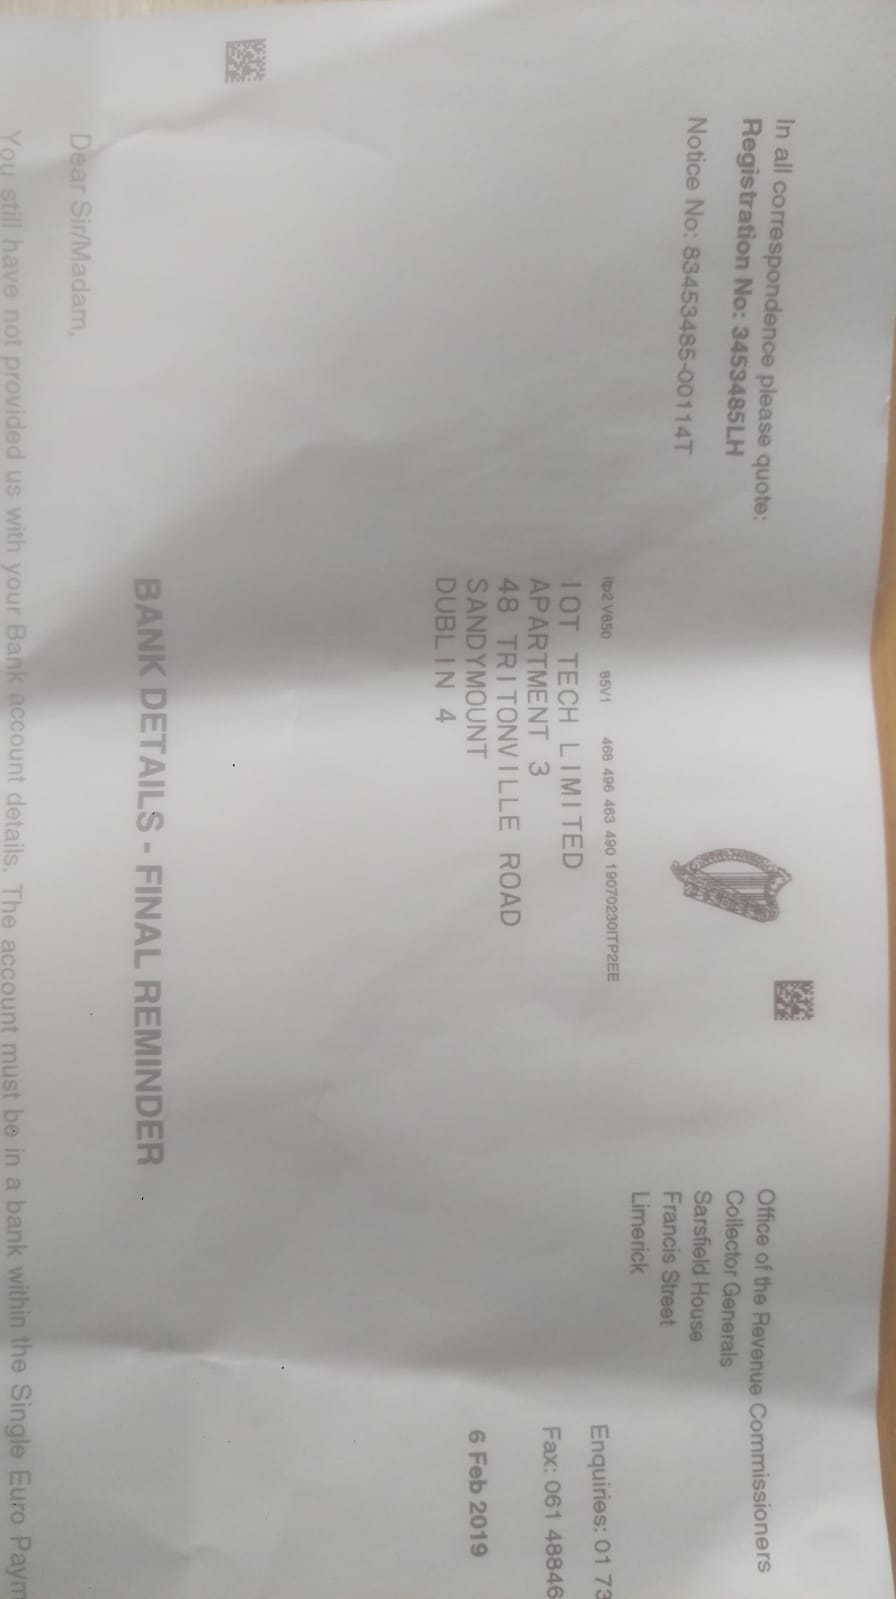 In all correspondence please quote:
Registration No: 3453485LH
Notice No: 83453485-00114T
Office of the Revenue Commissioners
Collector Generals
Sarsfield House
Francis Street
Limerick
Enquiries: 01 73
Fax: 061 48846
6 Feb 2019
itp2 V650 85V1 468 496 463 490 19070230ITP2EE
IOT TECH LIMITED
APARTMENT 3
48 TRITONVILLE ROAD
SANDYMOUNT
DUBLIN 4
BANK DETAILS - FINAL REMINDER
Dear Sir/Madam,
You still have not provided us with your Bank account details. The account must be in a bank within the Single Euro Paym